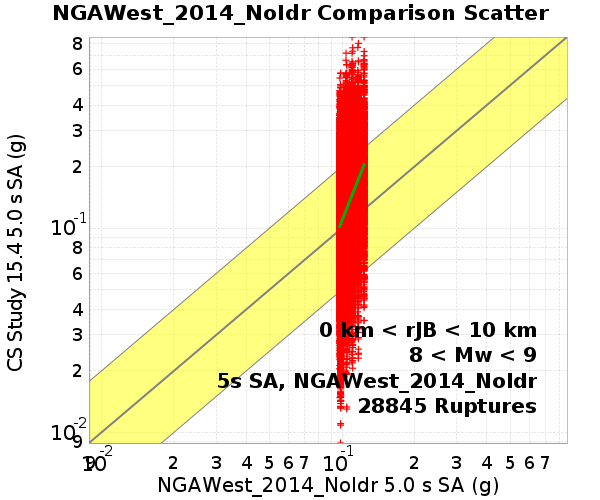 NGAWest_2014_NoIdr Comparison Scatter
CS Study 15.4 5.0 s SA (g)
8
6
4
3
2
10-1
8
6
4
3
2
10-2
9
0 km < rJB < 10 km
8 < Mw < 9
5s SA, NGAWest_2014_NoIdr
28845 Ruptures
9 10-2 2 3 4 5 6 7 10-1 2 3 4 5 6 7
NGAWest_2014_NoIdr 5.0 s SA (g)